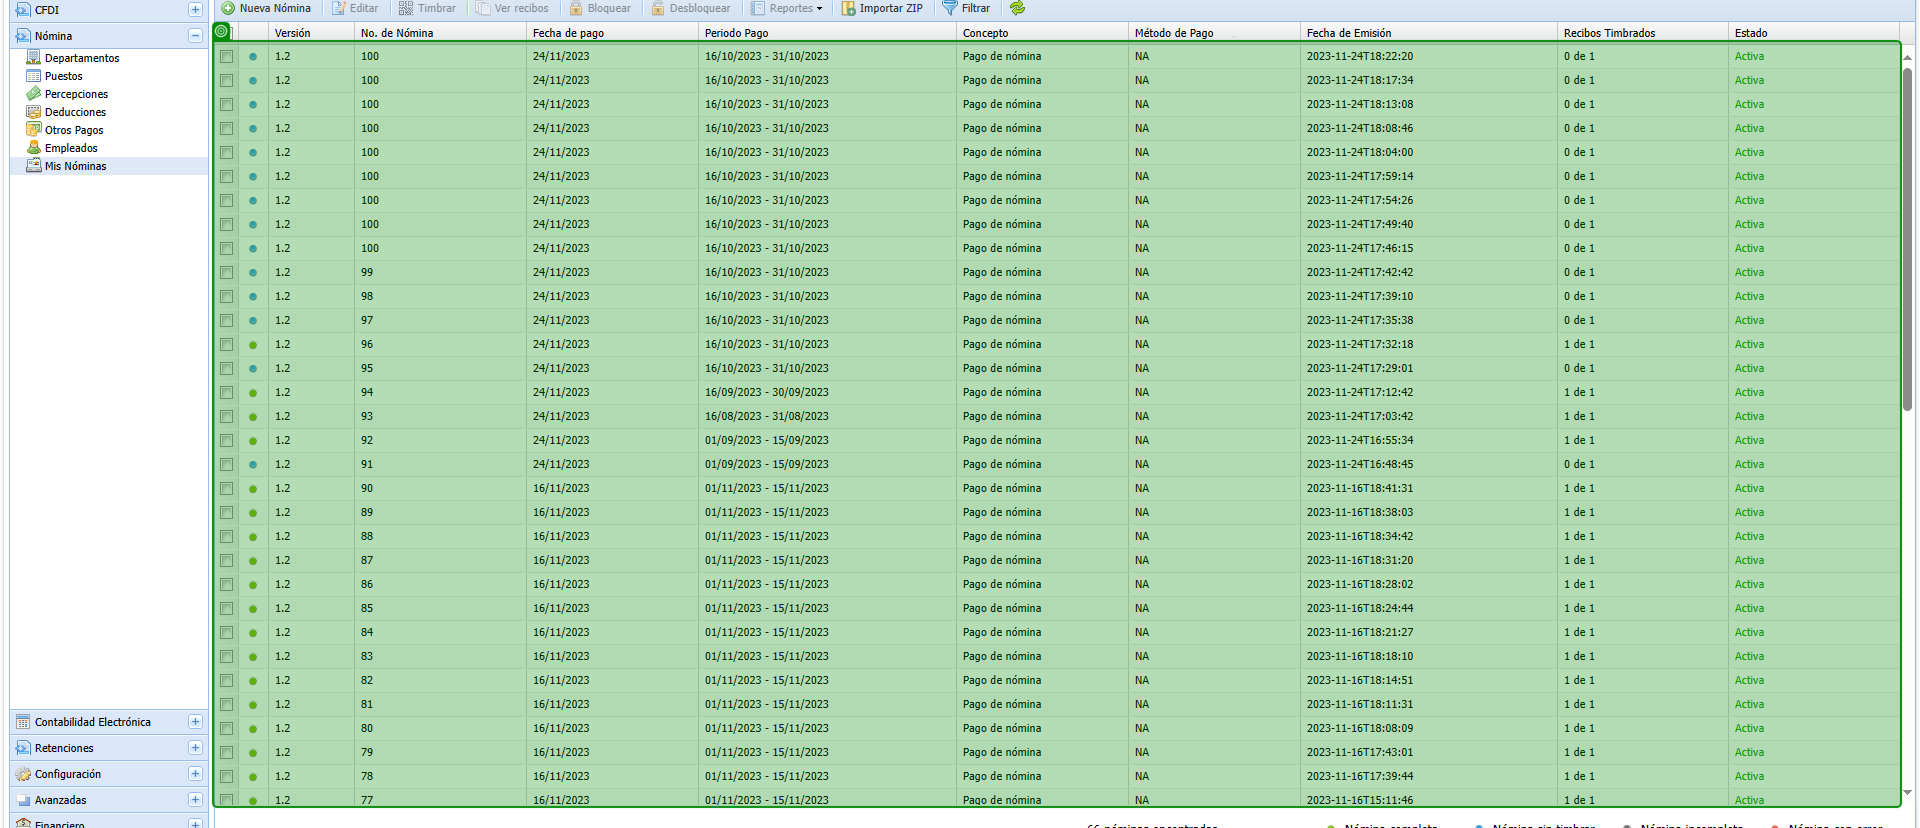 CFDI
Nómina
Departamentos
Puestos
Percepciones
Deducciones
Otros Pagos
Empleados
Mis Nóminas
Contabilidad Electrónica
Retenciones
Configuración
Avanzadas
Financiero
Nueva Nómina Editar Timbrar Ver recibos Bloquear Desbloquear Reportes Importar ZIP Filtrar
Versión No. de Nómina Fecha de pago Periodo Pago Concepto Método de Pago Fecha de Emisión Recibos Timbrados Estado
1.2 100 24/11/2023 16/10/2023 - 31/10/2023 Pago de nómina NA 2023-11-24T18:22:20 0 de 1 Activa
1.2 100 24/11/2023 16/10/2023 - 31/10/2023 Pago de nómina NA 2023-11-24T18:17:34 0 de 1 Activa
1.2 100 24/11/2023 16/10/2023 - 31/10/2023 Pago de nómina NA 2023-11-24T18:13:08 0 de 1 Activa
1.2 100 24/11/2023 16/10/2023 - 31/10/2023 Pago de nómina NA 2023-11-24T18:08:46 0 de 1 Activa
1.2 100 24/11/2023 16/10/2023 - 31/10/2023 Pago de nómina NA 2023-11-24T18:04:00 0 de 1 Activa
1.2 100 24/11/2023 16/10/2023 - 31/10/2023 Pago de nómina NA 2023-11-24T17:59:14 0 de 1 Activa
1.2 100 24/11/2023 16/10/2023 - 31/10/2023 Pago de nómina NA 2023-11-24T17:54:26 0 de 1 Activa
1.2 100 24/11/2023 16/10/2023 - 31/10/2023 Pago de nómina NA 2023-11-24T17:49:40 0 de 1 Activa
1.2 100 24/11/2023 16/10/2023 - 31/10/2023 Pago de nómina NA 2023-11-24T17:46:15 0 de 1 Activa
1.2 99 24/11/2023 16/10/2023 - 31/10/2023 Pago de nómina NA 2023-11-24T17:42:42 0 de 1 Activa
1.2 98 24/11/2023 16/10/2023 - 31/10/2023 Pago de nómina NA 2023-11-24T17:39:10 0 de 1 Activa
1.2 97 24/11/2023 16/10/2023 - 31/10/2023 Pago de nómina NA 2023-11-24T17:35:38 0 de 1 Activa
1.2 96 24/11/2023 16/10/2023 - 31/10/2023 Pago de nómina NA 2023-11-24T17:32:18 1 de 1 Activa
1.2 95 24/11/2023 16/10/2023 - 31/10/2023 Pago de nómina NA 2023-11-24T17:29:01 0 de 1 Activa
1.2 94 24/11/2023 16/09/2023 - 30/09/2023 Pago de nómina NA 2023-11-24T17:12:42 1 de 1 Activa
1.2 93 24/11/2023 16/08/2023 - 31/08/2023 Pago de nómina NA 2023-11-24T17:03:42 1 de 1 Activa
1.2 92 24/11/2023 01/09/2023 - 15/09/2023 Pago de nómina NA 2023-11-24T16:55:34 1 de 1 Activa
1.2 91 24/11/2023 01/09/2023 - 15/09/2023 Pago de nómina NA 2023-11-24T16:48:45 0 de 1 Activa
1.2 90 16/11/2023 01/11/2023 - 15/11/2023 Pago de nómina NA 2023-11-16T18:41:31 1 de 1 Activa
1.2 89 16/11/2023 01/11/2023 - 15/11/2023 Pago de nómina NA 2023-11-16T18:38:03 1 de 1 Activa
1.2 88 16/11/2023 01/11/2023 - 15/11/2023 Pago de nómina NA 2023-11-16T18:34:42 1 de 1 Activa
1.2 87 16/11/2023 01/11/2023 - 15/11/2023 Pago de nómina NA 2023-11-16T18:31:20 1 de 1 Activa
1.2 86 16/11/2023 01/11/2023 - 15/11/2023 Pago de nómina NA 2023-11-16T18:28:02 1 de 1 Activa
1.2 85 16/11/2023 01/11/2023 - 15/11/2023 Pago de nómina NA 2023-11-16T18:24:44 1 de 1 Activa
1.2 84 16/11/2023 01/11/2023 - 15/11/2023 Pago de nómina NA 2023-11-16T18:21:27 1 de 1 Activa
1.2 83 16/11/2023 01/11/2023 - 15/11/2023 Pago de nómina NA 2023-11-16T18:18:10 1 de 1 Activa
1.2 82 16/11/2023 01/11/2023 - 15/11/2023 Pago de nómina NA 2023-11-16T18:14:51 1 de 1 Activa
1.2 81 16/11/2023 01/11/2023 - 15/11/2023 Pago de nómina NA 2023-11-16T18:11:31 1 de 1 Activa
1.2 80 16/11/2023 01/11/2023 - 15/11/2023 Pago de nómina NA 2023-11-16T18:08:09 1 de 1 Activa
1.2 79 16/11/2023 01/11/2023 - 15/11/2023 Pago de nómina NA 2023-11-16T17:43:01 1 de 1 Activa
1.2 78 16/11/2023 01/11/2023 - 15/11/2023 Pago de nómina NA 2023-11-16T17:39:44 1 de 1 Activa
1.2 77 16/11/2023 01/11/2023 - 15/11/2023 Pago de nómina NA 2023-11-16T15:11:46 1 de 1 Activa
66 nóminas encontradas Nómina completa Nómina sin timbrar Nómina incompleta Nómina con error